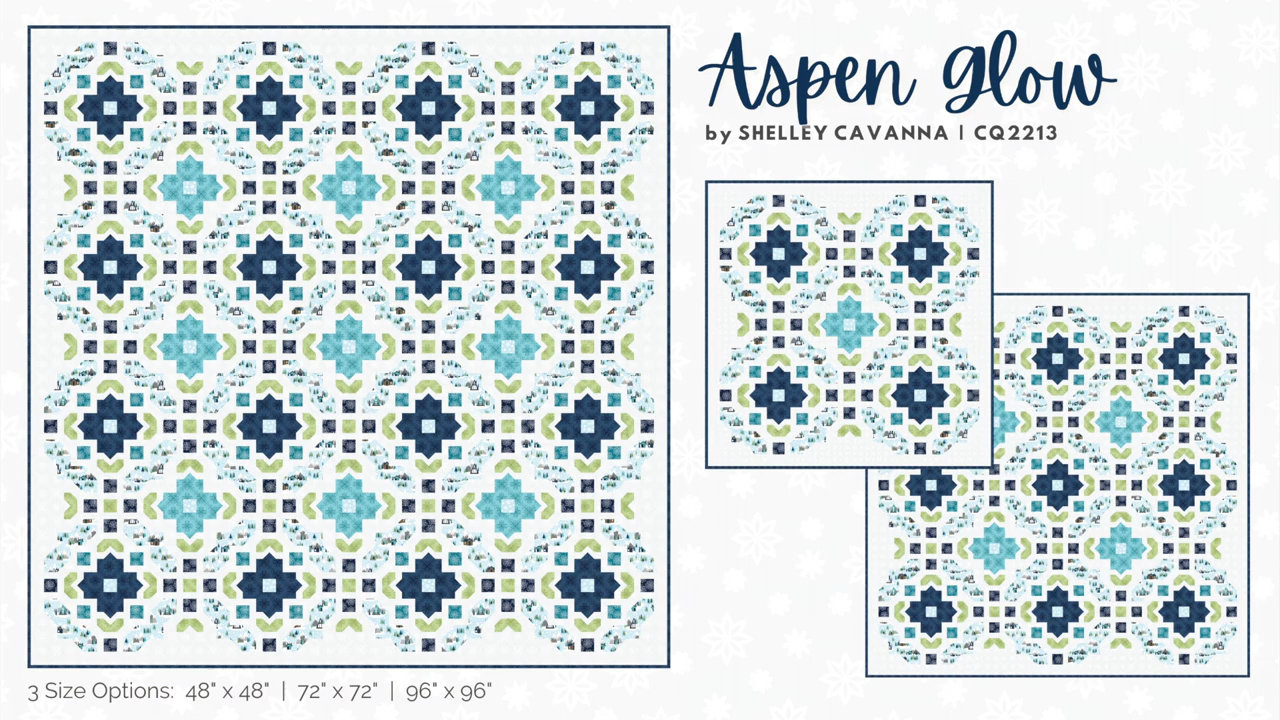 Aspen Glow
by SHELLEY CAVANNA | CQ2213
3 Size Options: 48" x 48" | 72" x 72" | 96" x 96"